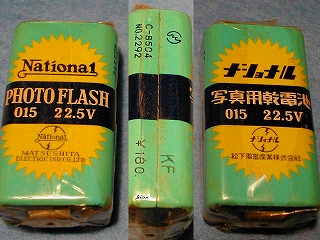 National
PHOTO FLASH
015 22.5V
National
MATSUSHITA
ELECTRIC IND.CO.LTD.
C-8504
NO.2292
KF
¥180.
ナショナル
写真用乾電池
015 22.5V
ナショナル
松下電器産業株式会社